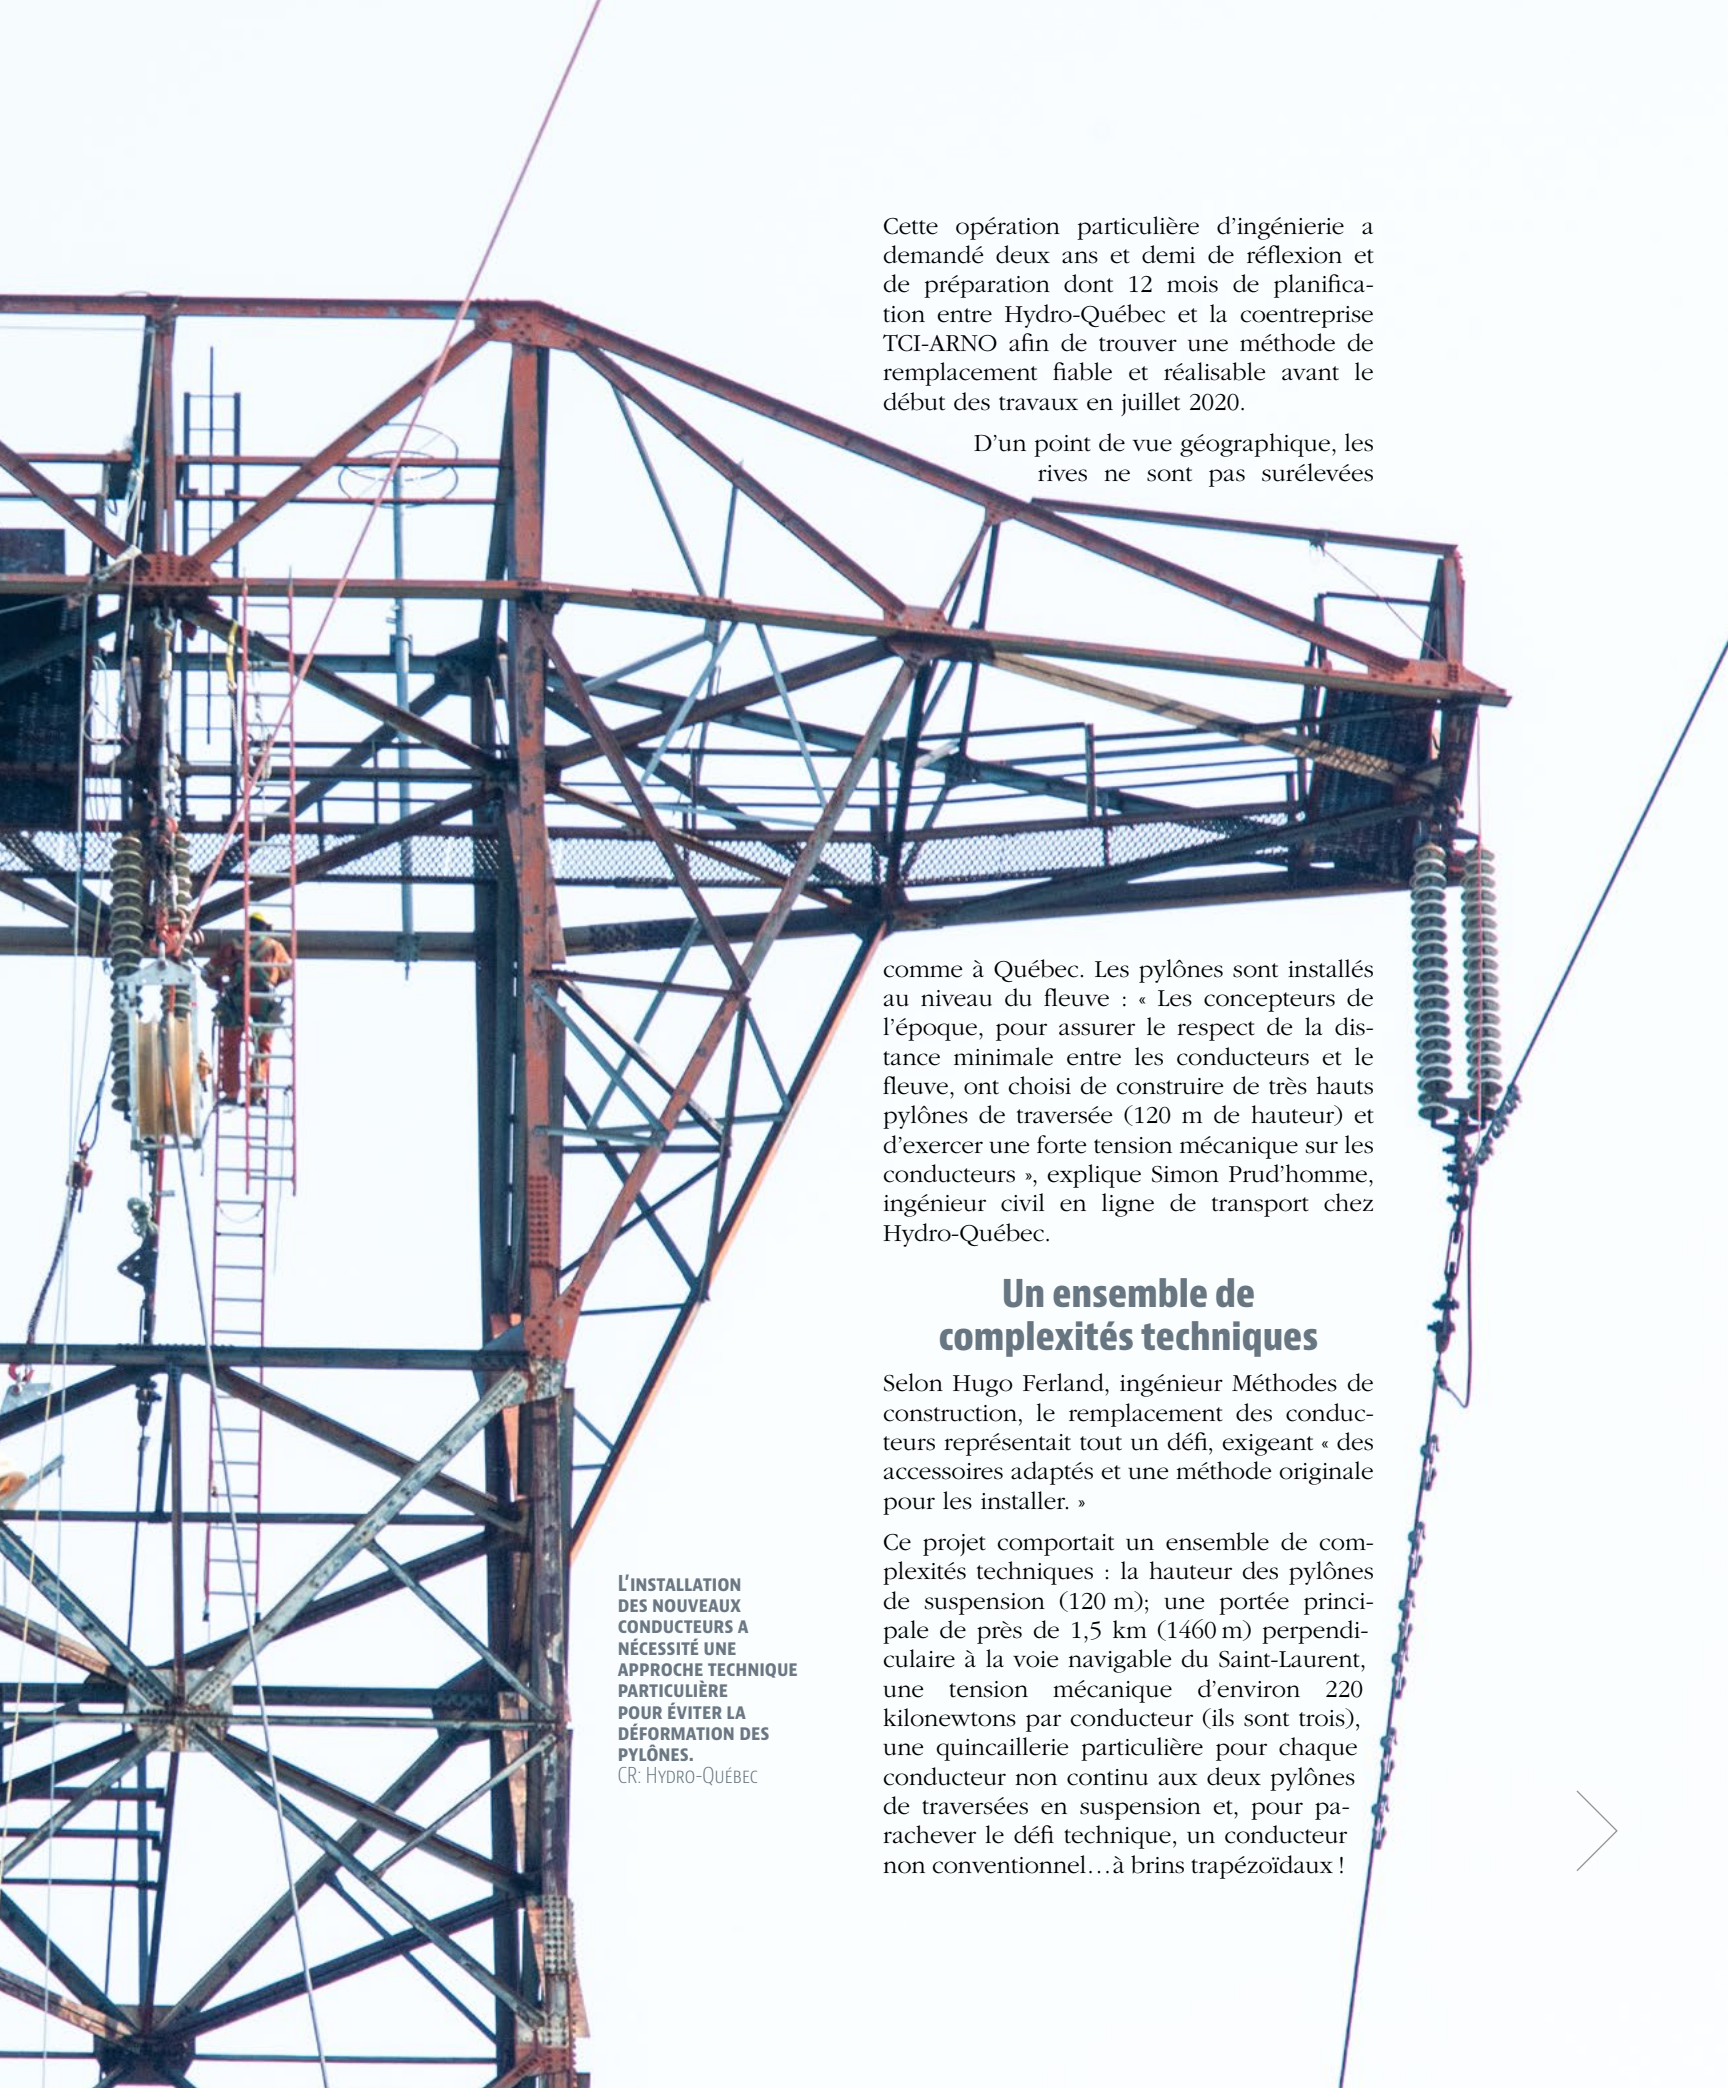 Cette opération particulière d'ingénierie a
demandé deux ans et demi de réflexion et
de préparation dont 12 mois de planifica-
tion entre Hydro-Québec et la coentreprise
TCI-ARNO afin de trouver une méthode de
remplacement fiable et réalisable avant le
début des travaux en juillet 2020.
D'un point de vue géographique, les
rives ne sont pas surélevées
comme à Québec. Les pylônes sont installés
au niveau du fleuve : « Les concepteurs de
l'époque, pour assurer le respect de la dis-
tance minimale entre les conducteurs et le
fleuve, ont choisi de construire de très hauts
pylônes de traversée (120 m de hauteur) et
d'exercer une forte tension mécanique sur les
conducteurs », explique Simon Prud'homme,
ingénieur civil en ligne de transport chez
Hydro-Québec.
Un ensemble de
complexités techniques
Selon Hugo Ferland, ingénieur Méthodes de
construction, le remplacement des conduc-
teurs représentait tout un défi, exigeant « des
accessoires adaptés et une méthode originale
pour les installer. »
Ce projet comportait un ensemble de com-
plexités techniques : la hauteur des pylônes
de suspension (120 m); une portée princi-
pale de près de 1,5 km (1460 m) perpendi-
culaire à la voie navigable du Saint-Laurent,
une tension mécanique d'environ 220
kilonewtons par conducteur (ils sont trois),
une quincaillerie particulière pour chaque
conducteur non continu aux deux pylônes
de traversées en suspension et, pour pa-
rachever le défi technique, un conducteur
non conventionnel…à brins trapézoïdaux !
L'INSTALLATION
DES NOUVEAUX
CONDUCTEURS A
NÉCESSITÉ UNE
APPROCHE TECHNIQUE
PARTICULIÈRE
POUR ÉVITER LA
DÉFORMATION DES
PYLÔNES.
CR: HYDRO-QUÉBEC